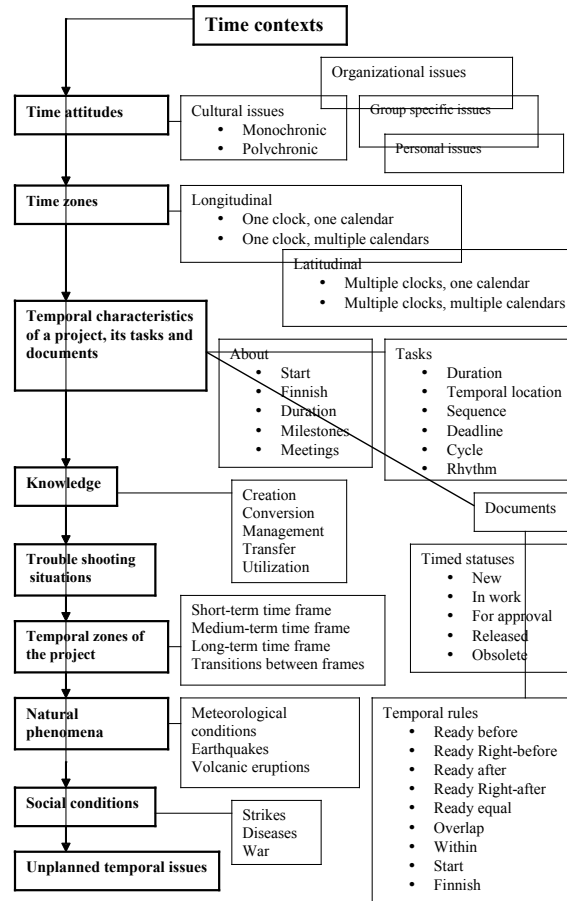 Time contexts
Organizational issues
Time attitudes
Cultural issues
• Monochronic
• Polychronic
Group specific issues
Personal issues
Time zones
Longitudinal
• One clock, one calendar
• One clock, multiple calendars
Latitudinal
• Multiple clocks, one calendar
• Multiple clocks, multiple calendars
Temporal characteristics
of a project, its tasks and
documents
About
• Start
• Finnish
• Duration
• Milestones
• Meetings
Tasks
• Duration
• Temporal location
• Sequence
• Deadline
• Cycle
• Rhythm
Knowledge
Creation
Conversion
Management
Transfer
Utilization
Documents
Trouble shooting
situations
Timed statuses
• New
• In work
• For approval
• Released
• Obsolete
Temporal zones of
the project
Short-term time frame
Medium-term time frame
Long-term time frame
Transitions between frames
Natural
phenomena
Meteorological
conditions
Earthquakes
Volcanic eruptions
Temporal rules
• Ready before
• Ready Right-before
• Ready after
• Ready Right-after
• Ready equal
• Overlap
• Within
• Start
• Finnish
Social conditions
Strikes
Diseases
War
Unplanned temporal issues